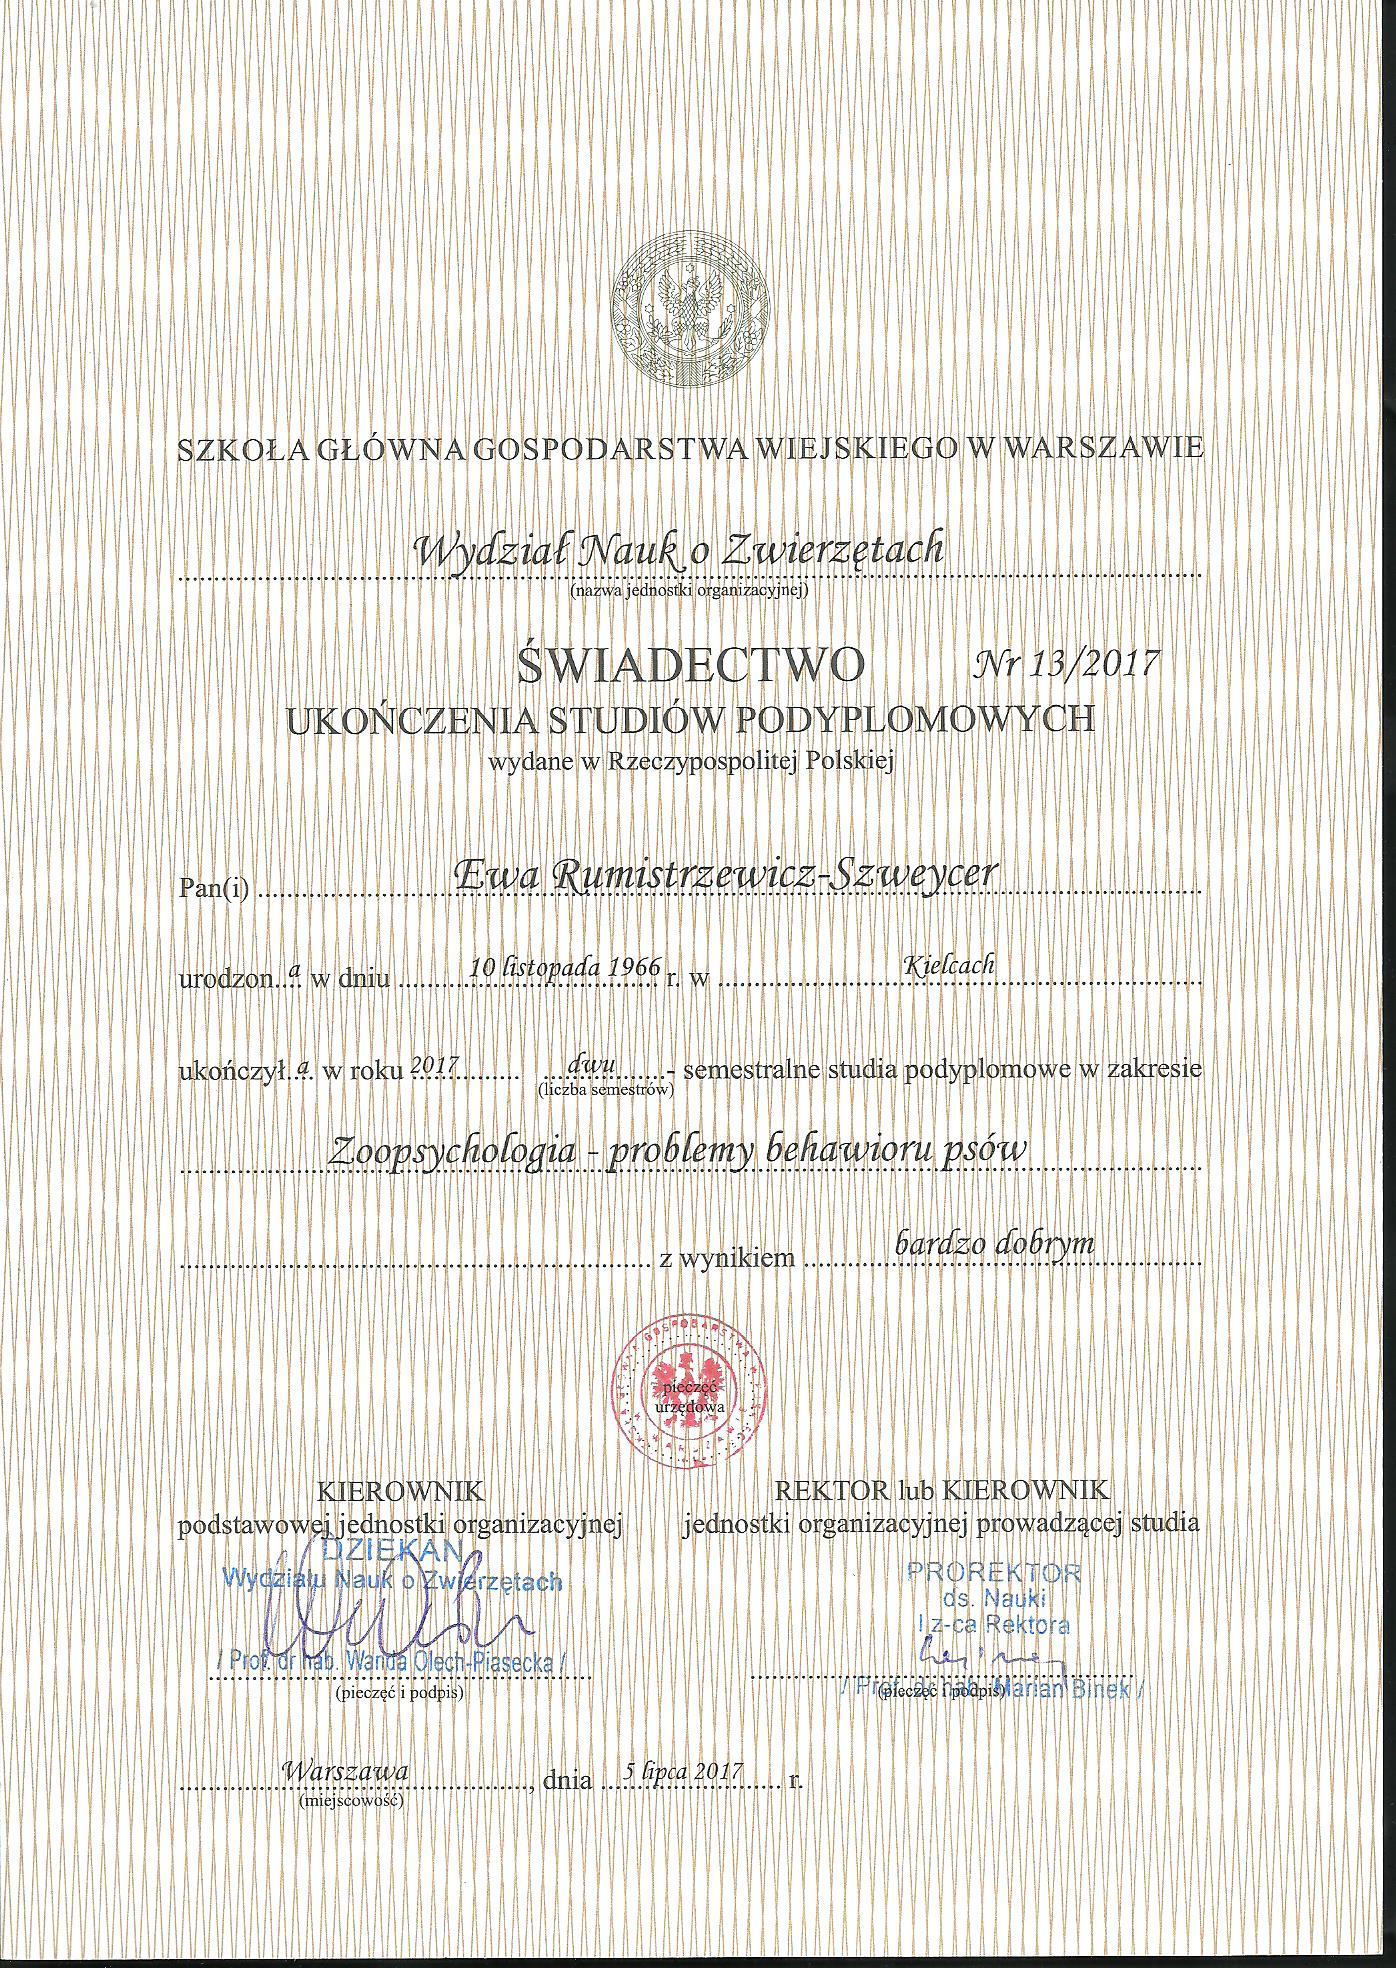 SZKOŁA GŁÓWNA GOSPODARSTWA WIEJSKIEGO W WARSZAWIE
Wydział Nauk o Zwierzętach
(nazwa jednostki organizacyjnej)
ŚWIADECTWO Nr 13/2017
UKOŃCZENIA STUDIÓW PODYPLOMOWYCH
wydane w Rzeczypospolitej Polskiej
Pan(i) Ewa Rumistrzewicz-Szweycer
urodzon..a. w dniu 10 listopada 1966 r. w Kielcach
ukończył..a. w roku 2017 dwu - semestralne studia podyplomowe w zakresie
(liczba semestrów)
Zoopsychologia - problemy behawioru psów
z wynikiem bardzo dobrym
GOSPODARSTWA
pieczęć
urzędowa
KIEROWNIK
podstawowej jednostki organizacyjnej
DZIEKAN
Wydziału Nauk o Zwierzętach
/ Prof. dr hab. Wanda Olech-Piasecka /
(pieczęć i podpis)
REKTOR lub KIEROWNIK
jednostki organizacyjnej prowadzącej studia
PROREKTOR
ds. Nauki
I z-ca Rektora
/ Prof. dr hab. Marian Binek /
(pieczęć i podpis)
Warszawa, dnia 5 lipca 2017 r.
(miejscowość)